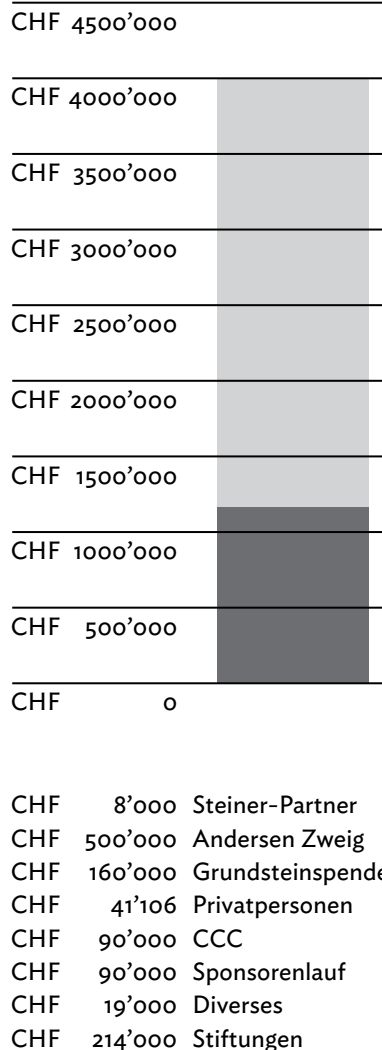 CHF 4500’000
CHF 4000’000
CHF 3500’000
CHF 3000’000
CHF 2500’000
CHF 2000’000
CHF 1500’000
CHF 1000’000
CHF 500’000
CHF 0
CHF 8’000 Steiner-Partner
CHF 500’000 Andersen Zweig
CHF 160’000 Grundsteinspende
CHF 41’106 Privatpersonen
CHF 90’000 CCC
CHF 90’000 Sponsorenlauf
CHF 19’000 Diverses
CHF 214’000 Stiftungen